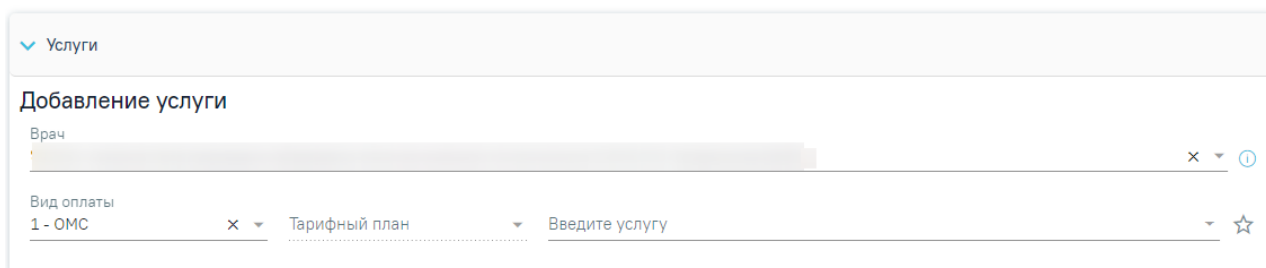 Услуги
Добавление услуги
Врач
Вид оплаты
1 - ОМС Тарифный план Введите услугу